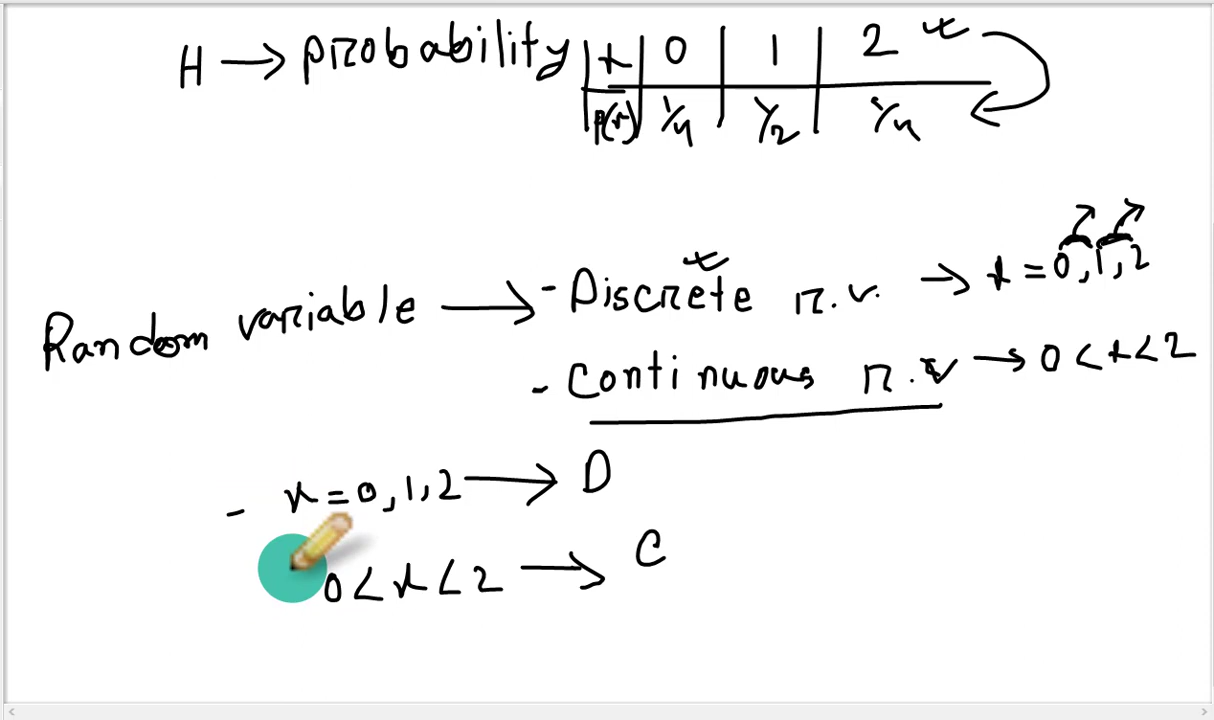 H → probability | x | 0 | 1 | 2
| P(x) | 1/4 | 1/2 | 1/4
Random variable → - Discrete r.v. → x = 0, 1, 2
- Continuous r.v → 0 < x < 2
- x = 0, 1, 2 → D
0 < x < 2 → C